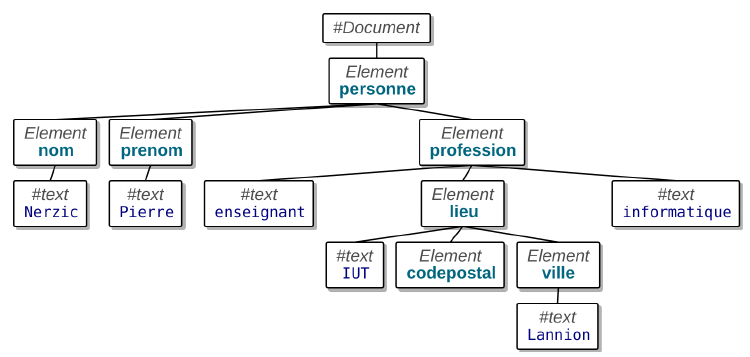 #Document
Element
personne
Element
nom
Element
prenom
Element
profession
#text
Nerzic
#text
Pierre
#text
enseignant
Element
lieu
#text
informatique
#text
IUT
Element
codepostal
Element
ville
#text
Lannion